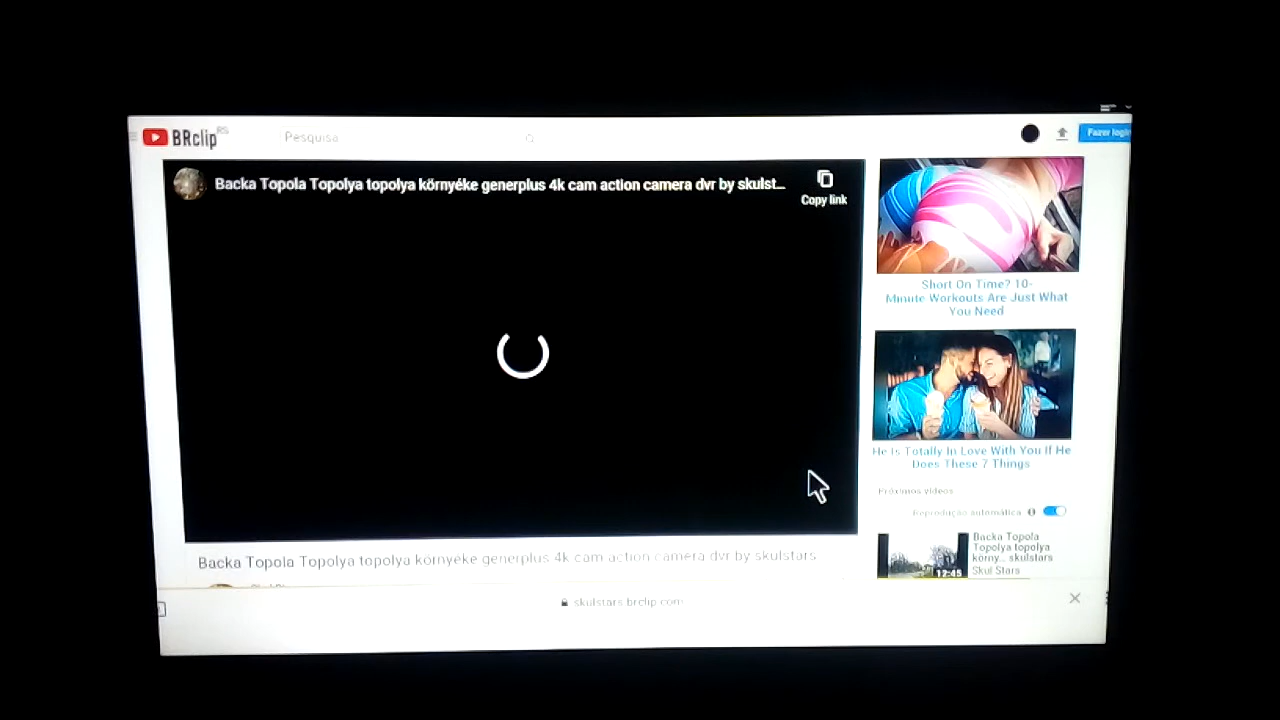 BRclip RS
Pesquisa
Fazer login
Backa Topola Topolya topolya környéke generplus 4k cam action camera dvr by skulst...
Copy link
Short On Time? 10-
Minute Workouts Are Just What
You Need
He Is Totally In Love With You If He
Does These 7 Things
Próximos vídeos
Reprodução automática
Backa Topola
Topolya topolya
körny... skulstars
Skul Stars
12:45
Backa Topola Topolya topolya környéke generplus 4k cam action camera dvr by skulstars
skulstars.brclip.com